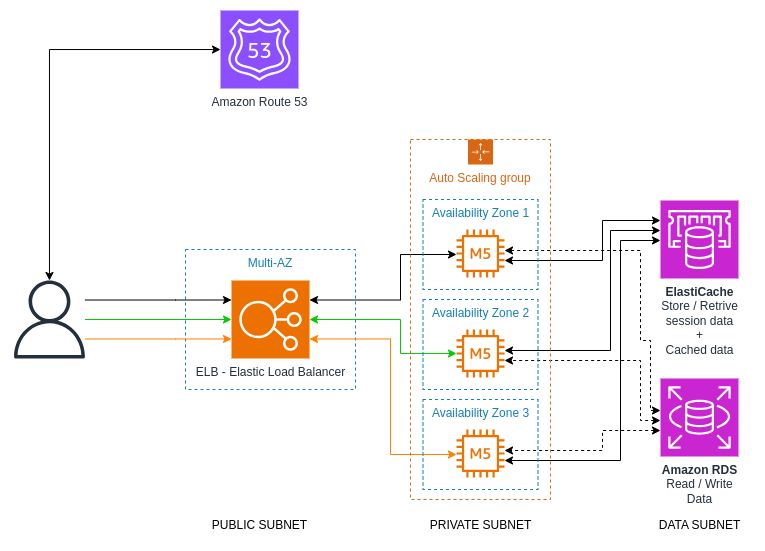 53
Amazon Route 53
Auto Scaling group
Availability Zone 1
M5
Multi-AZ
ELB - Elastic Load Balancer
Availability Zone 2
M5
Availability Zone 3
M5
ElastiCache
Store / Retrive
session data
+
Cached data
Amazon RDS
Read / Write
Data
PUBLIC SUBNET
PRIVATE SUBNET
DATA SUBNET